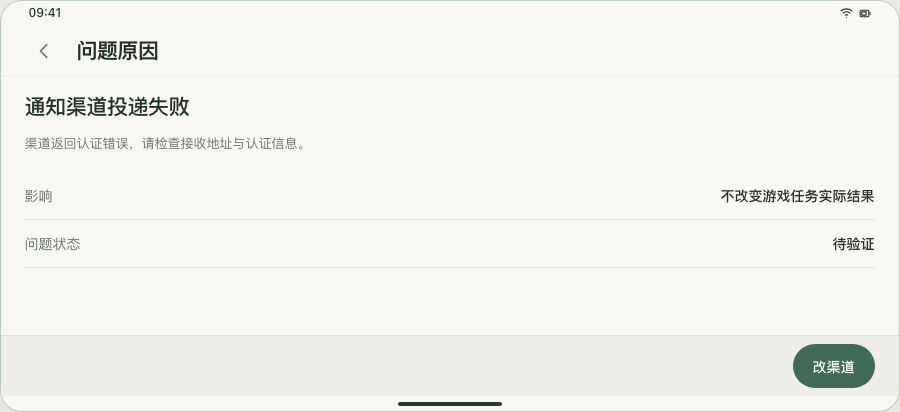 09:41
问题原因
通知渠道投递失败
渠道返回认证错误，请检查接收地址与认证信息。
影响 不改变游戏任务实际结果
问题状态 待验证
改渠道